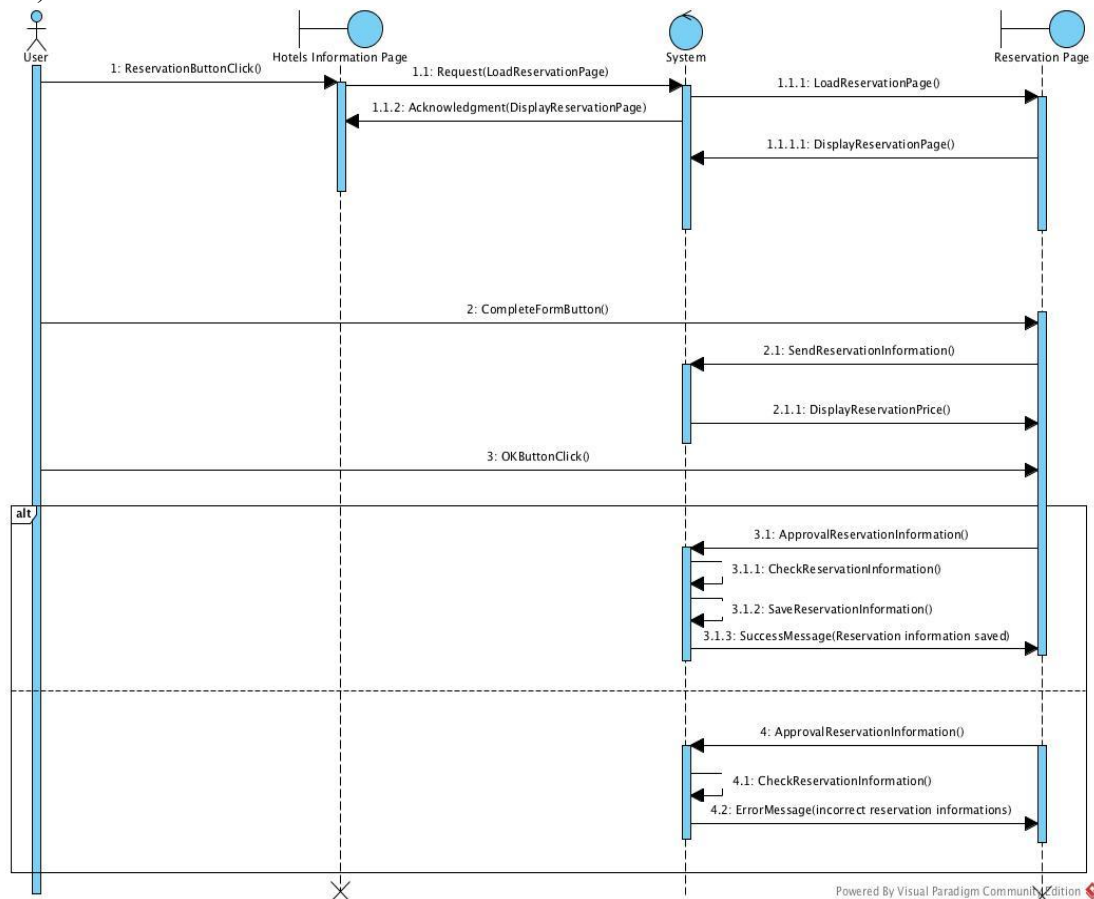 User
Hotels Information Page
System
Reservation Page
1: ReservationButtonClick()
1.1: Request(LoadReservationPage)
1.1.1: LoadReservationPage()
1.1.2: Acknowledgment(DisplayReservationPage)
1.1.1.1: DisplayReservationPage()
2: CompleteFormButton()
2.1: SendReservationInformation()
2.1.1: DisplayReservationPrice()
3: OKButtonClick()
alt
3.1: ApprovalReservationInformation()
3.1.1: CheckReservationInformation()
3.1.2: SaveReservationInformation()
3.1.3: SuccessMessage(Reservation information saved)
4: ApprovalReservationInformation()
4.1: CheckReservationInformation()
4.2: ErrorMessage(incorrect reservation informations)
Powered By Visual Paradigm Community Edition